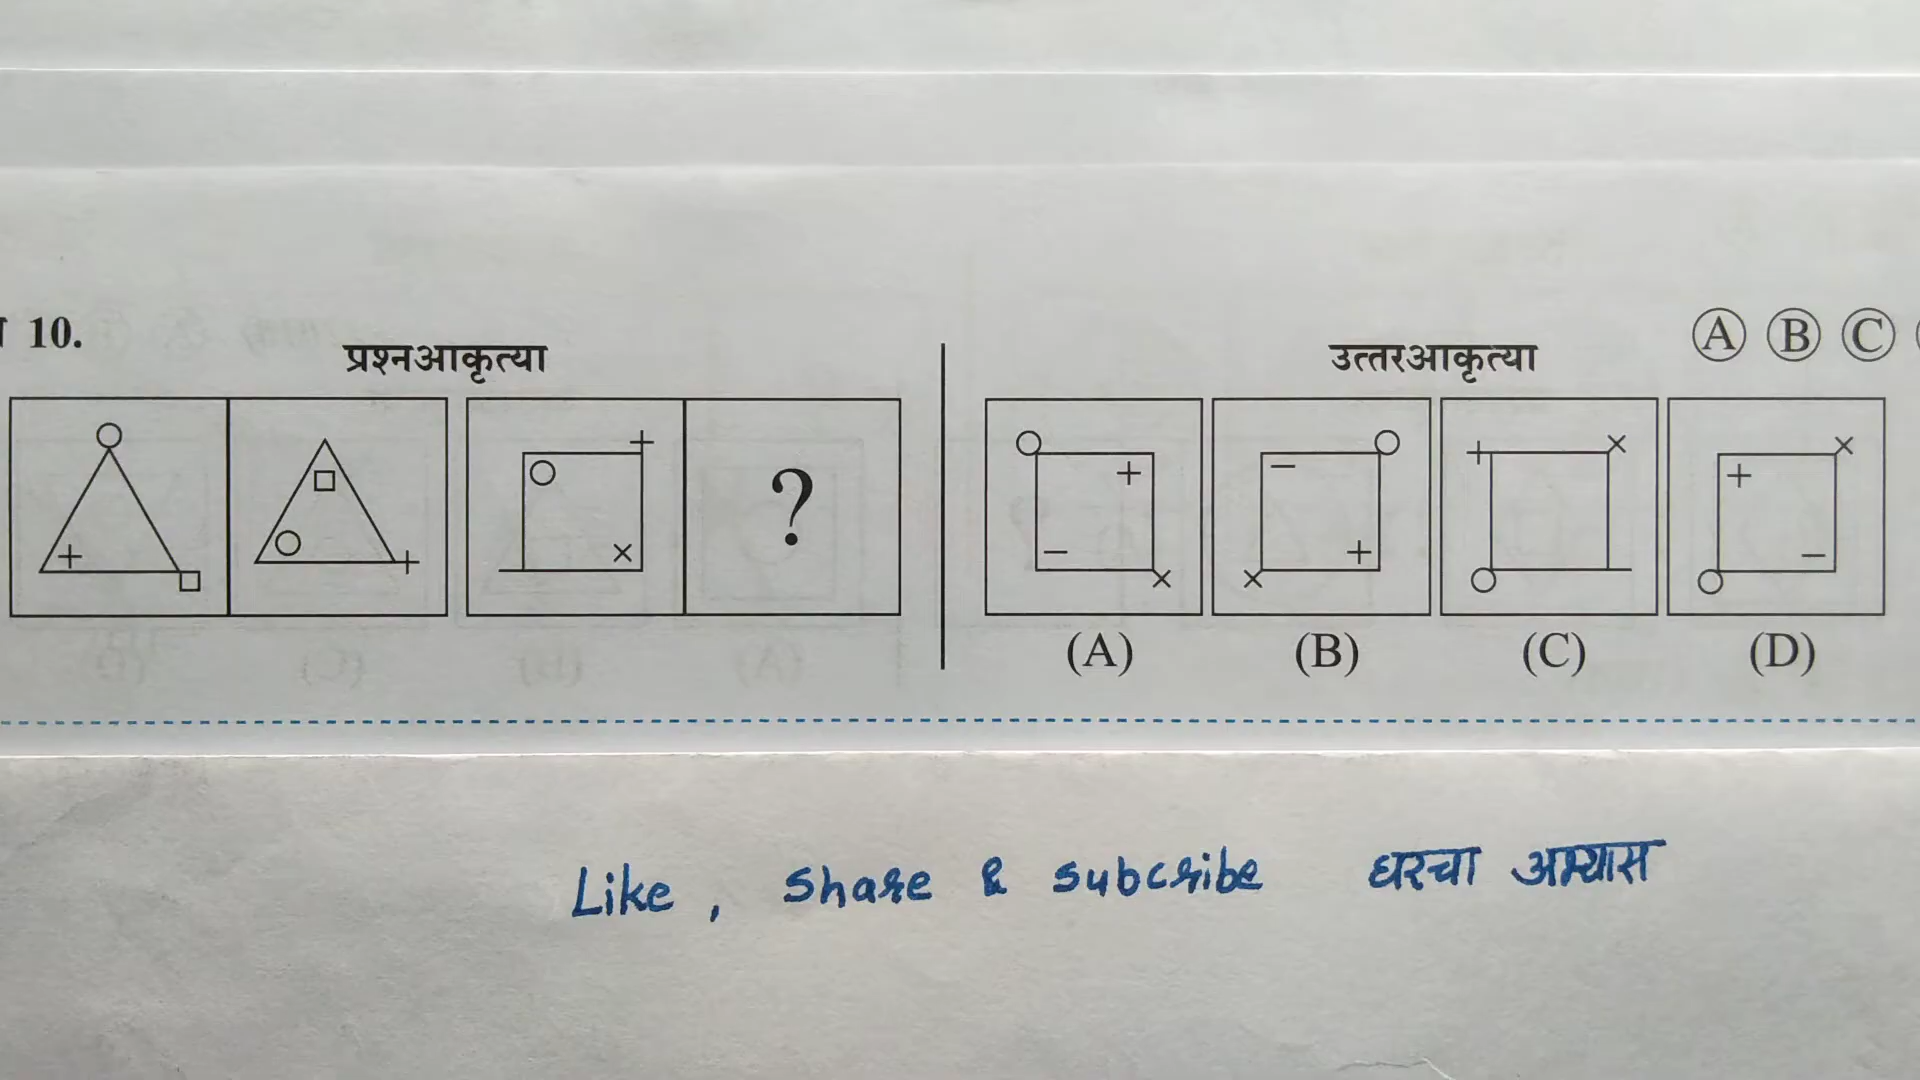 10.
प्रश्नआकृत्या
उत्तरआकृत्या
A B C
?
(A) (B) (C) (D)
Like, Share & subcribe घरचा अभ्यास